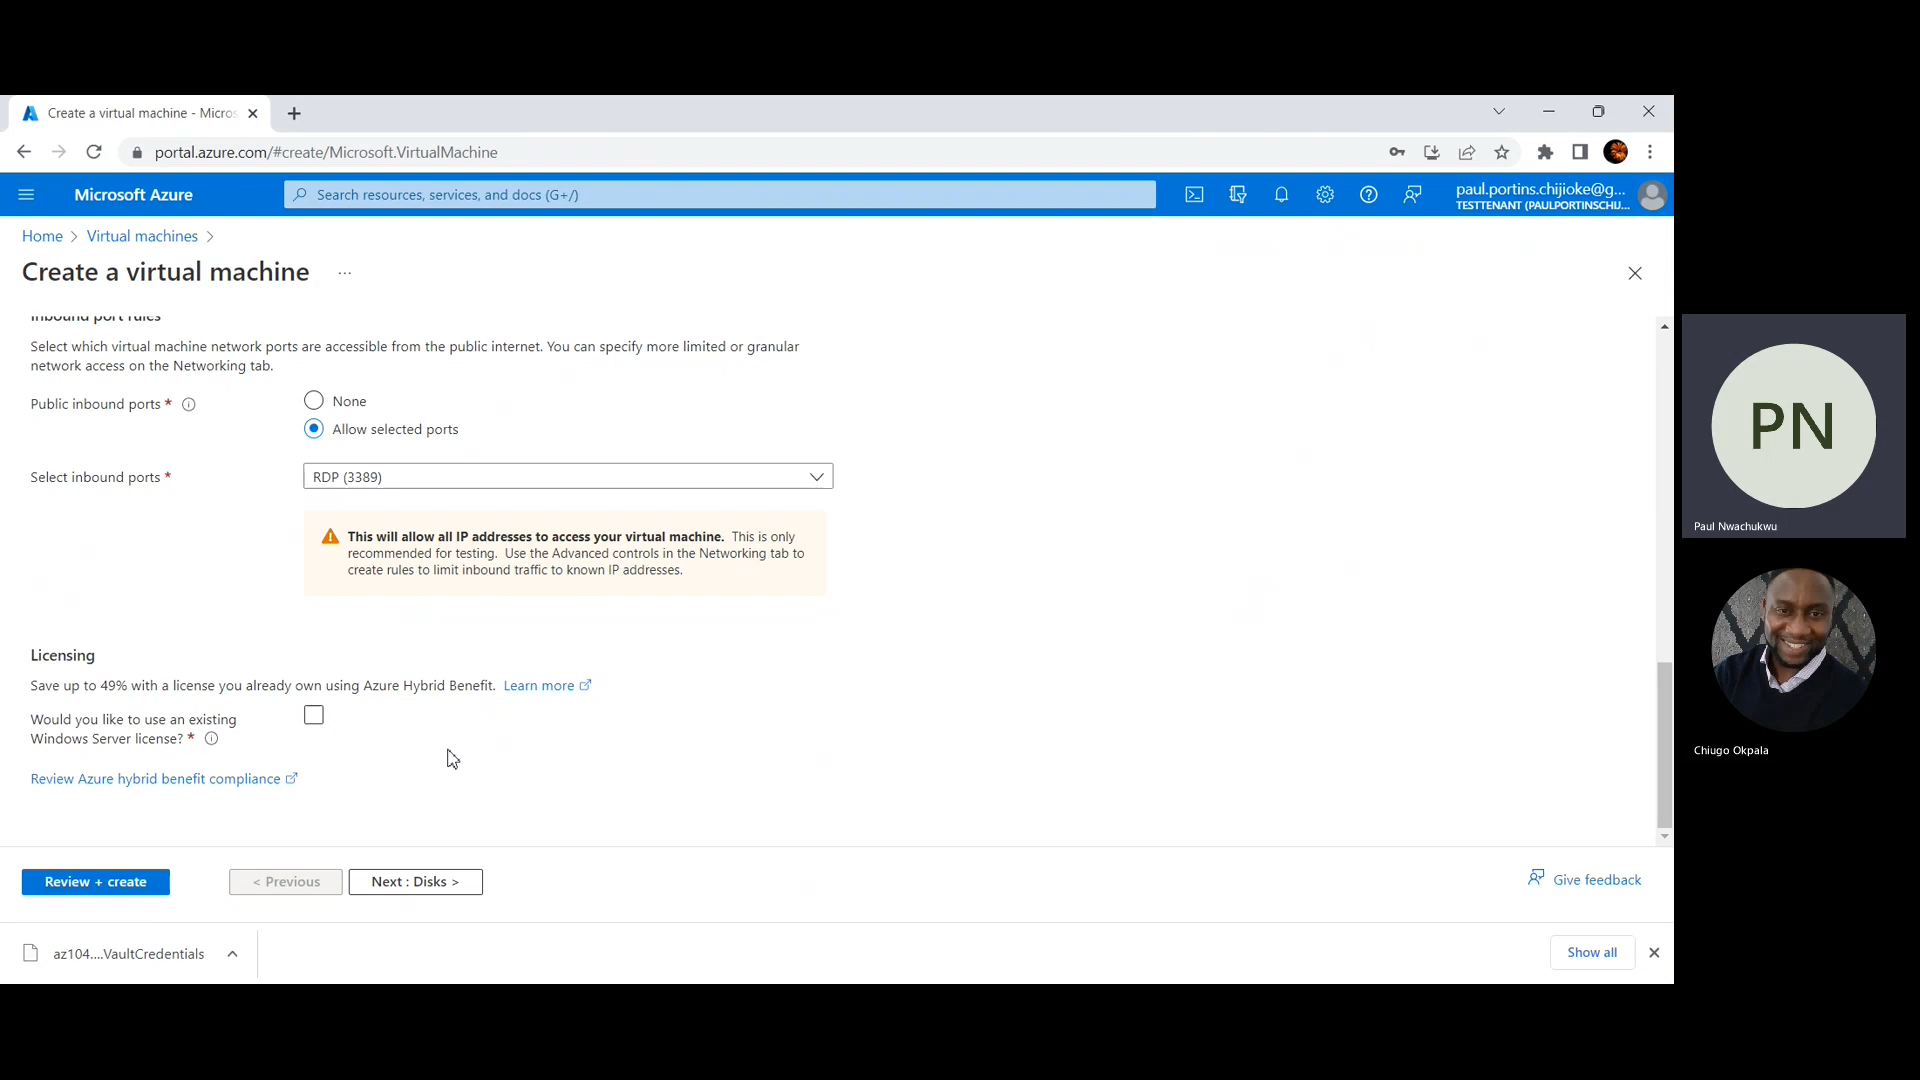 Create a virtual machine - Micros
portal.azure.com/#create/Microsoft.VirtualMachine
Microsoft Azure
Search resources, services, and docs (G+/)
paul.portins.chijioke@g...
TESTTENANT (PAULPORTINSCHIJ...
Home > Virtual machines >
Create a virtual machine ...
Inbound port rules
Select which virtual machine network ports are accessible from the public internet. You can specify more limited or granular
network access on the Networking tab.
Public inbound ports *
None
Allow selected ports
Select inbound ports *
RDP (3389)
This will allow all IP addresses to access your virtual machine. This is only
recommended for testing. Use the Advanced controls in the Networking tab to
create rules to limit inbound traffic to known IP addresses.
Licensing
Save up to 49% with a license you already own using Azure Hybrid Benefit. Learn more
Would you like to use an existing
Windows Server license? *
Review Azure hybrid benefit compliance
Review + create
< Previous
Next : Disks >
Give feedback
az104....VaultCredentials
Show all
PN
Paul Nwachukwu
Chiugo Okpala